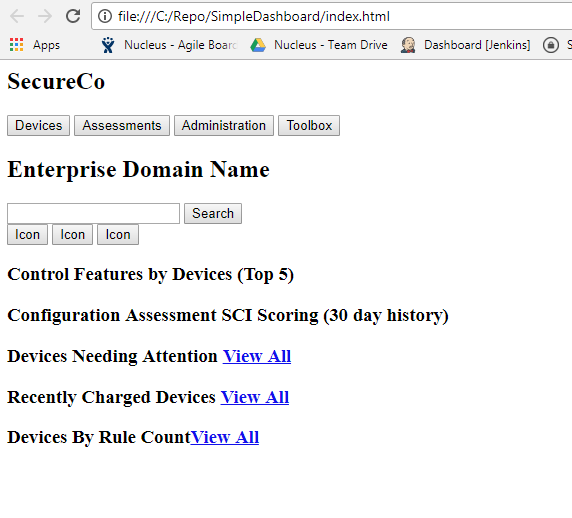 file:///C:/Repo/SimpleDashboard/index.html
Apps Nucleus - Agile Board Nucleus - Team Drive Dashboard [Jenkins] S
SecureCo
Devices Assessments Administration Toolbox
Enterprise Domain Name
Search
Icon Icon Icon
Control Features by Devices (Top 5)
Configuration Assessment SCI Scoring (30 day history)
Devices Needing Attention View All
Recently Charged Devices View All
Devices By Rule CountView All